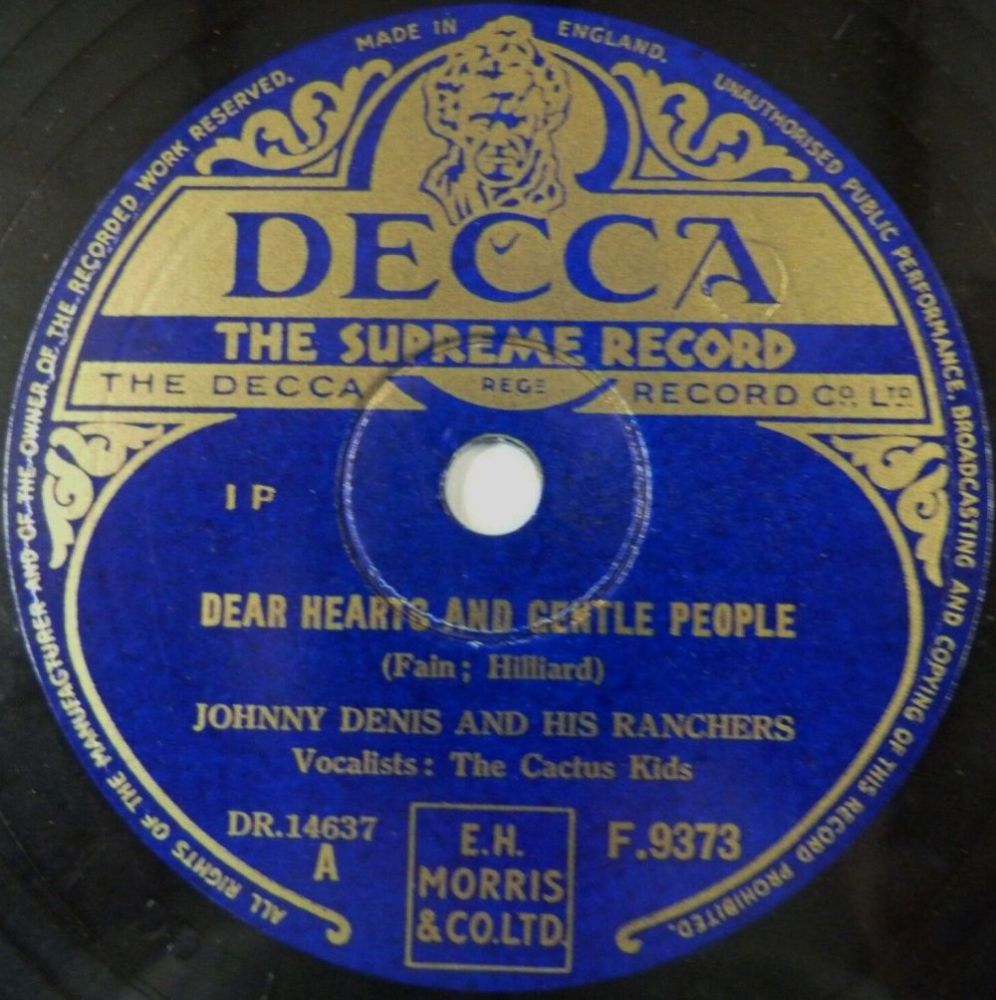 MADE IN ENGLAND.
UNAUTHORISED PUBLIC PERFORMANCE, BROADCASTING AND COPYING OF THIS RECORD PROHIBITED.
ALL RIGHTS OF THE MANUFACTURER AND OF THE OWNER OF THE RECORDED WORK RESERVED.
DECCA
THE SUPREME RECORD
THE DECCA REGD RECORD CO. LTD.
1 P
DEAR HEARTS AND GENTLE PEOPLE
(Fain; Hilliard)
JOHNNY DENIS AND HIS RANCHERS
Vocalists: The Cactus Kids
DR.14637
A
E.H.
MORRIS
& CO.LTD.
F.9373